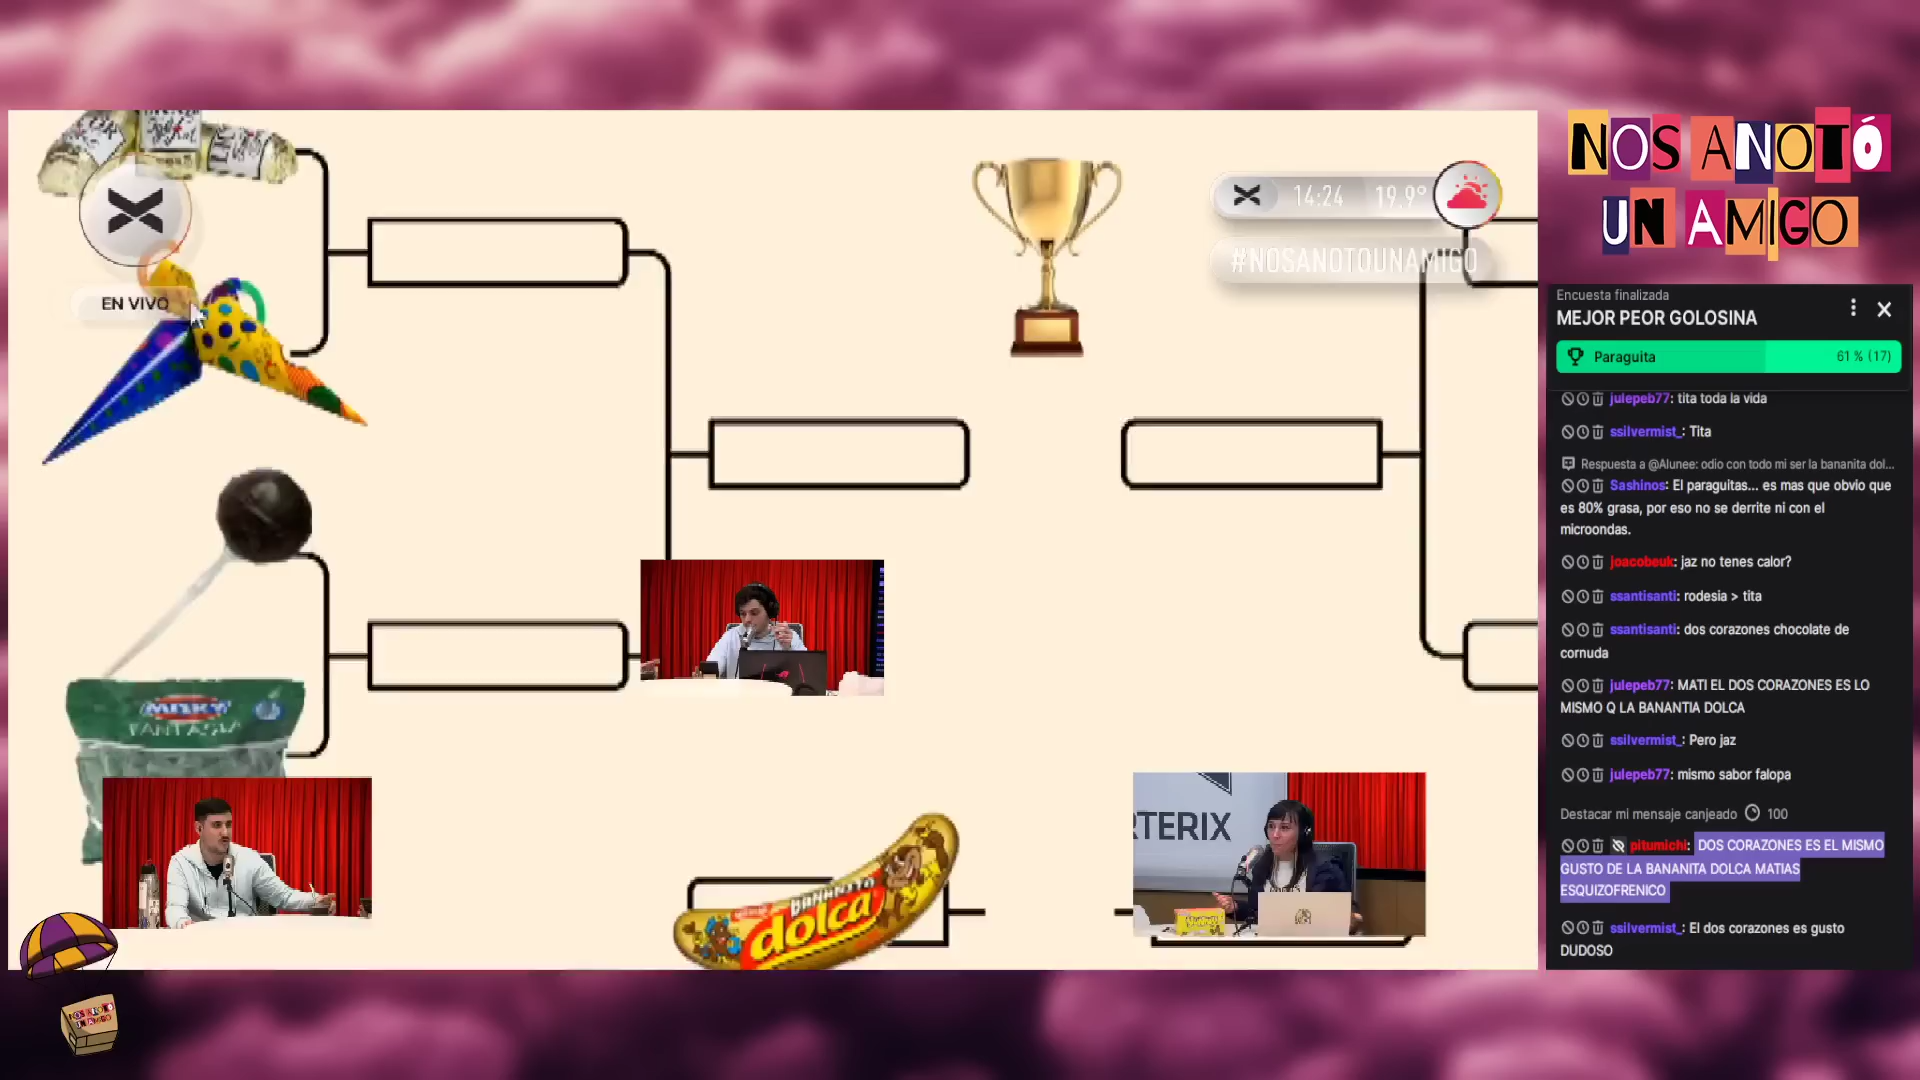 EN VIVO
14:24 19.9°
#NOSANOTOUNAMIGO
MISKY
FANTASIA
BANANITA
dolca
RTERIX
NOS ANOTÓ
UN AMIGO
Encuesta finalizada
MEJOR PEOR GOLOSINA
Paraguita 61 % (17)
julepeb77: tita toda la vida
ssilvermist_: Tita
Respuesta a @Alunee: odio con todo mi ser la bananita dol...
Sashinos: El paraguitas... es mas que obvio que
es 80% grasa, por eso no se derrite ni con el
microondas.
joacobeuk: jaz no tenes calor?
ssantisanti: rodesia > tita
ssantisanti: dos corazones chocolate de
cornuda
julepeb77: MATI EL DOS CORAZONES ES LO
MISMO Q LA BANANTIA DOLCA
ssilvermist_: Pero jaz
julepeb77: mismo sabor falopa
Destacar mi mensaje canjeado 100
pitumichi: DOS CORAZONES ES EL MISMO
GUSTO DE LA BANANITA DOLCA MATIAS
ESQUIZOFRENICO
ssilvermist_: El dos corazones es gusto
DUDOSO
NOS ANOTÓ
UN AMIGO